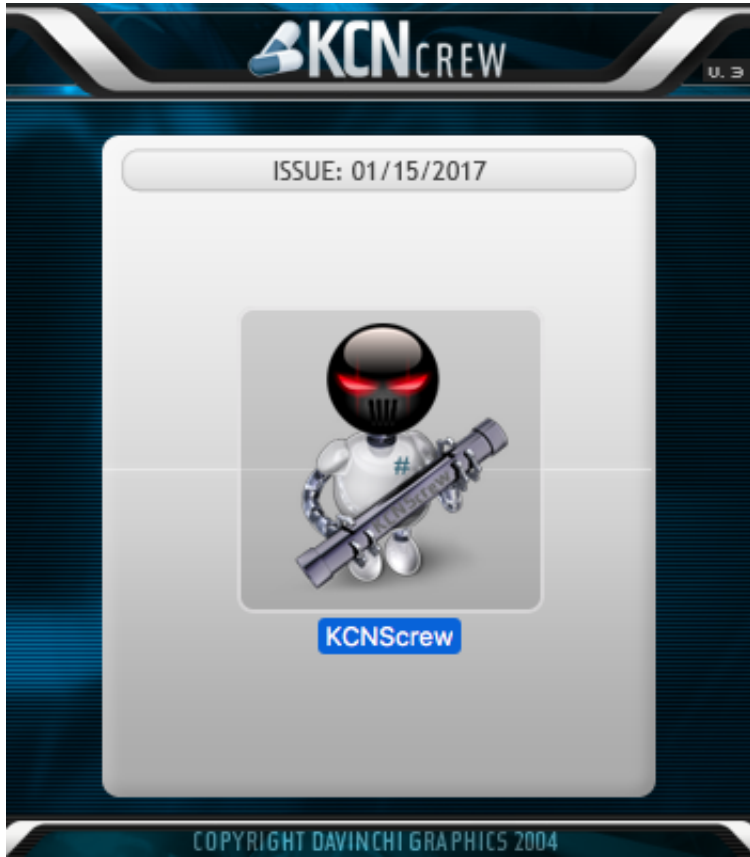 KCNCREW
V. 3
ISSUE: 01/15/2017
#
KCNScrew
KCNScrew
COPYRIGHT DAVINCHI GRAPHICS 2004